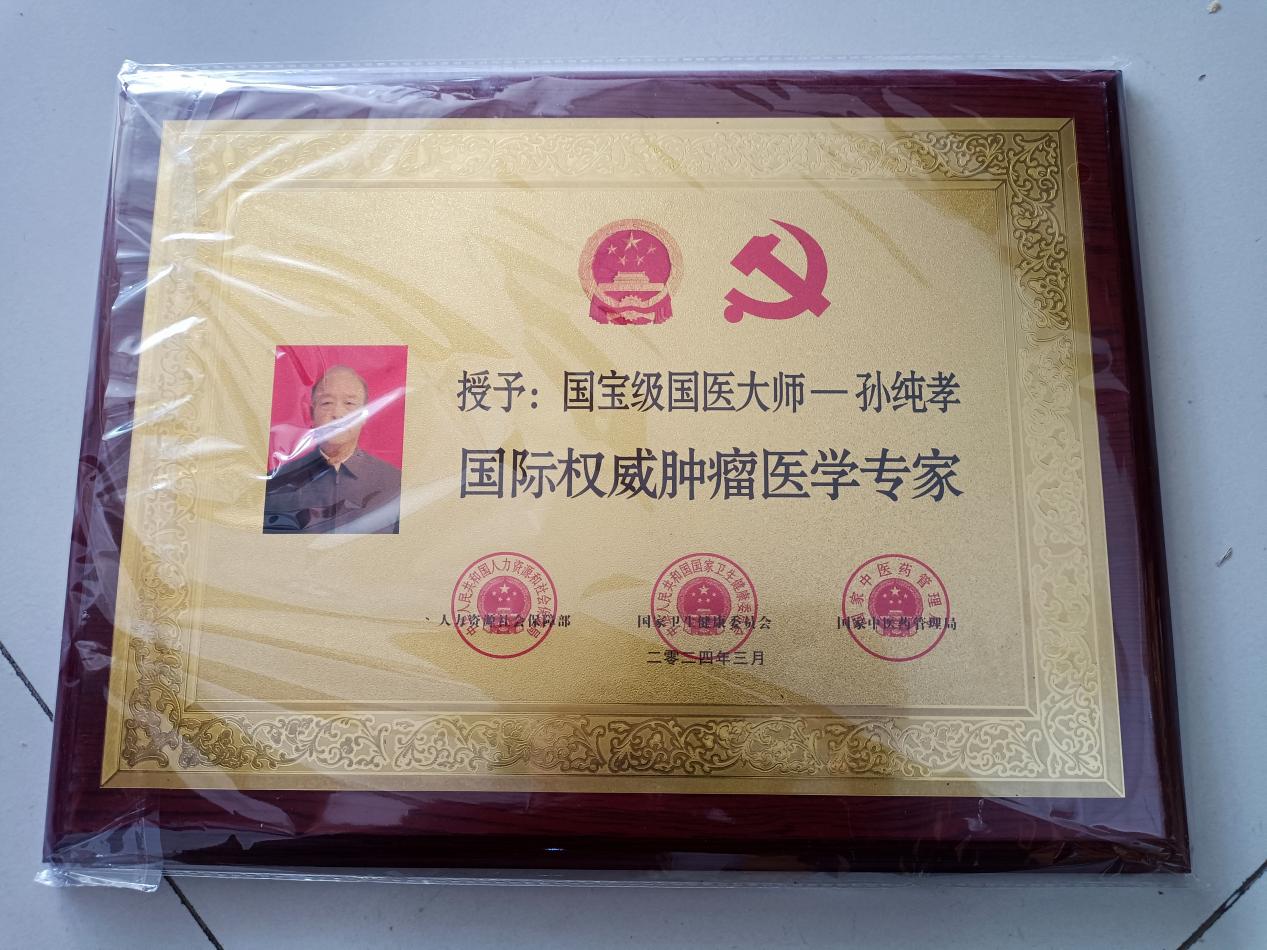 授予：国宝级国医大师—孙纯孝
国际权威肿瘤医学专家
人力资源社会保障部
国家卫生健康委员会
国家中医药管理局
二零二四年三月